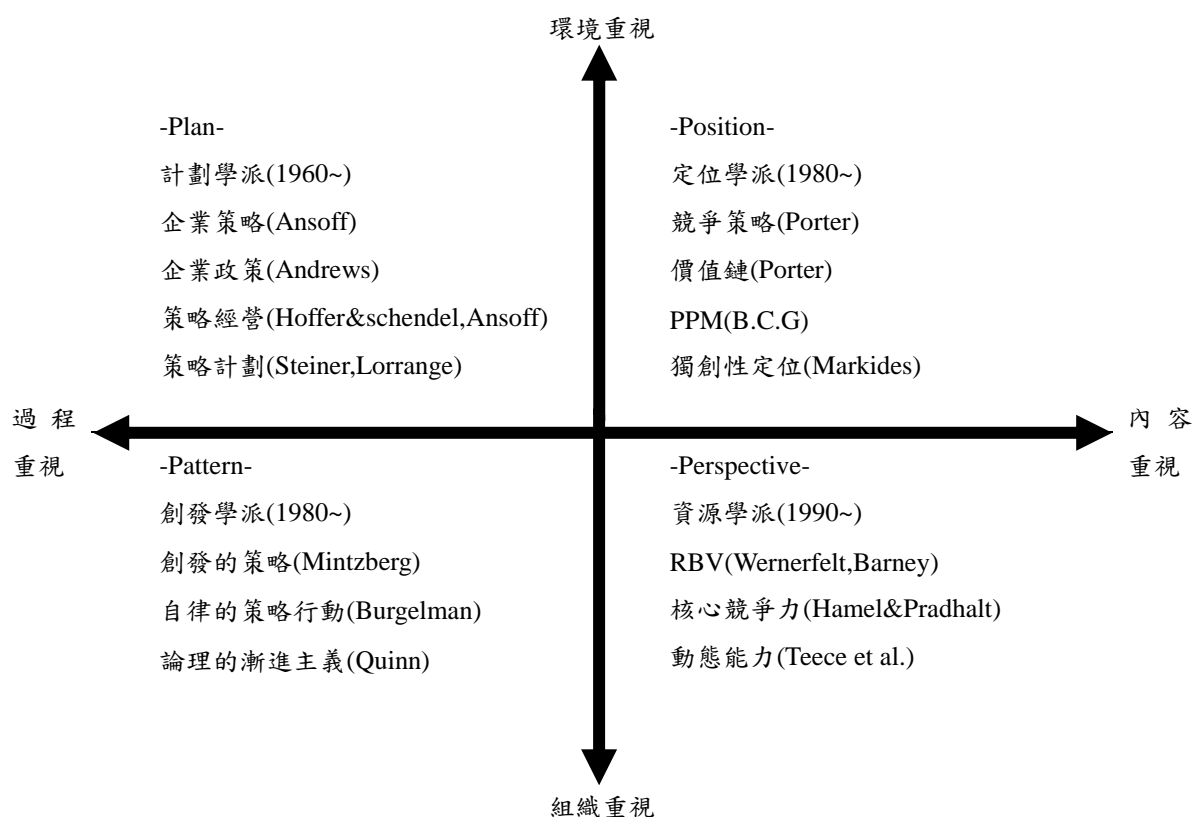 環境重視
-Plan-
計劃學派(1960~)
企業策略(Ansoff)
企業政策(Andrews)
策略經營(Hoffer&schendel,Ansoff)
策略計劃(Steiner,Lorrange)
-Position-
定位學派(1980~)
競爭策略(Porter)
價值鏈(Porter)
PPM(B.C.G)
獨創性定位(Markides)
過 程
重視
內 容
重視
-Pattern-
創發學派(1980~)
創發的策略(Mintzberg)
自律的策略行動(Burgelman)
論理的漸進主義(Quinn)
-Perspective-
資源學派(1990~)
RBV(Wernerfelt,Barney)
核心競爭力(Hamel&Pradhalt)
動態能力(Teece et al.)
組織重視